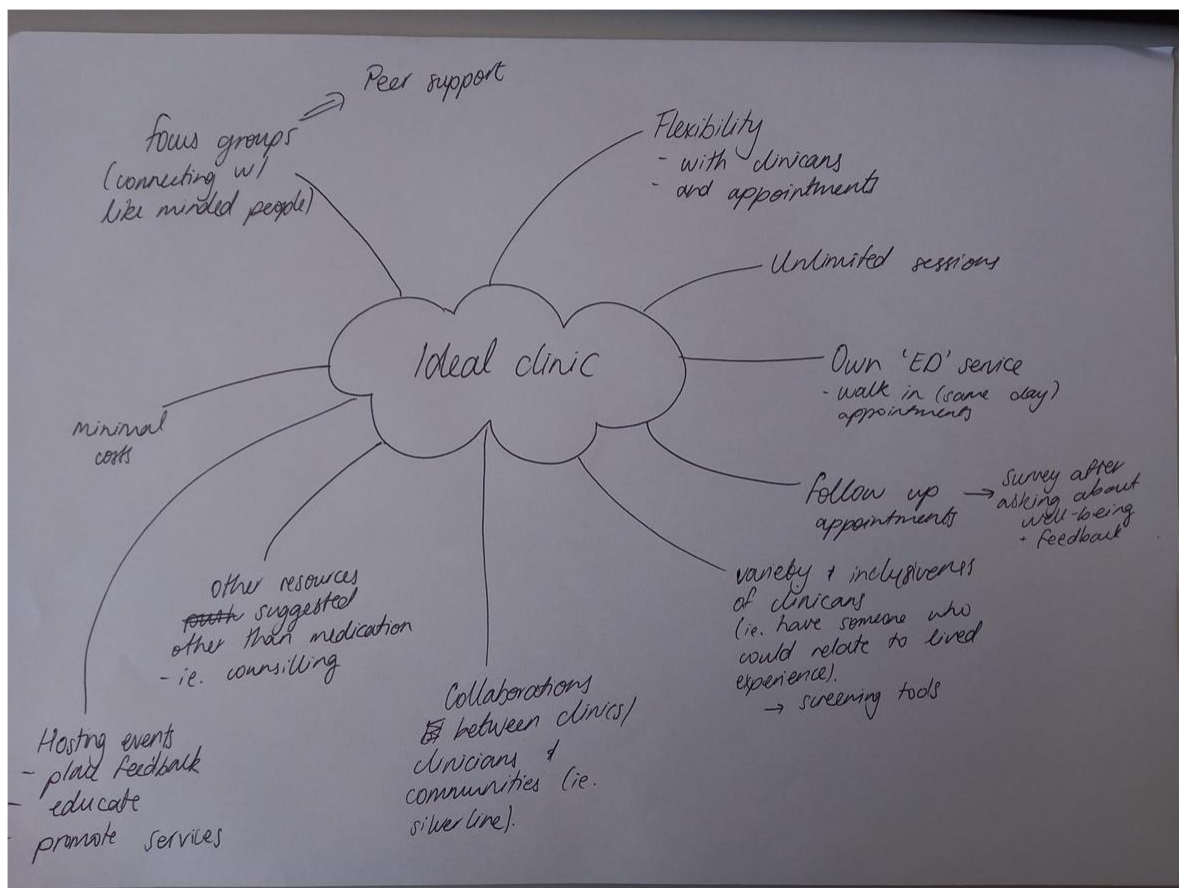 Peer support
Focus groups
(connecting w/
like minded people)
Flexibility
- with clinicans
- and appointments
Unlimited sessions
Ideal clinic
Own 'ED' service
- walk in (same day)
appointments
minimal
costs
Follow up
appointments
survey after
asking about
well-being
+ feedback
variety & inclusiveness
of clinicans
(ie. have someone who
could relate to lived
experience).
→ screening tools
other resources
suggested
other than medication
- ie. counsilling
Collaborations
between clinics/
clinicians &
communities (ie.
silverline).
Hosting events
- feedback
- educate
- promote services